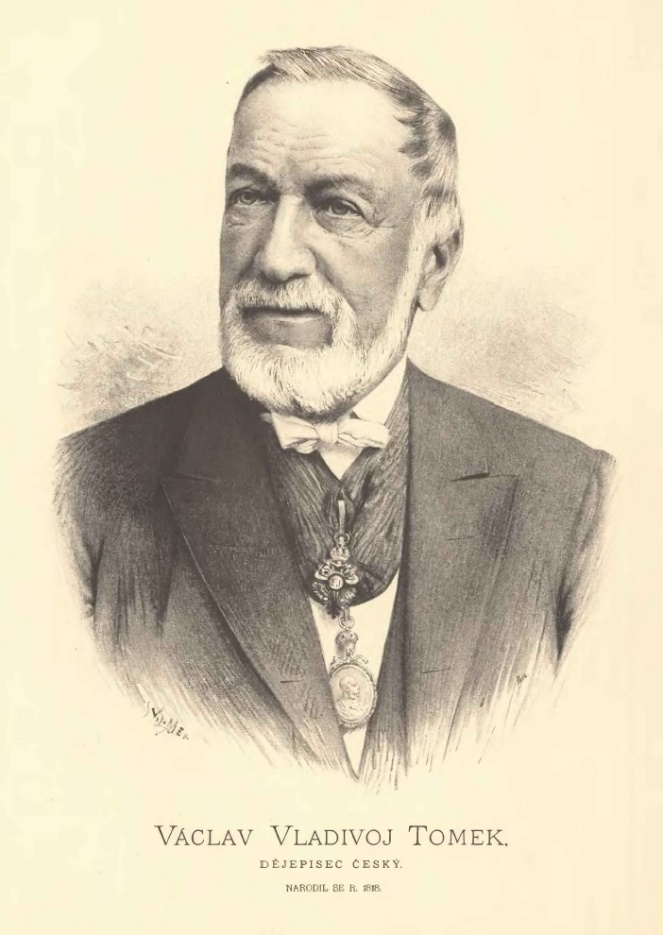 VÁCLAV VLADIVOJ TOMEK.
DĚJEPISEC ČESKÝ.
NARODIL SE R. 1818.